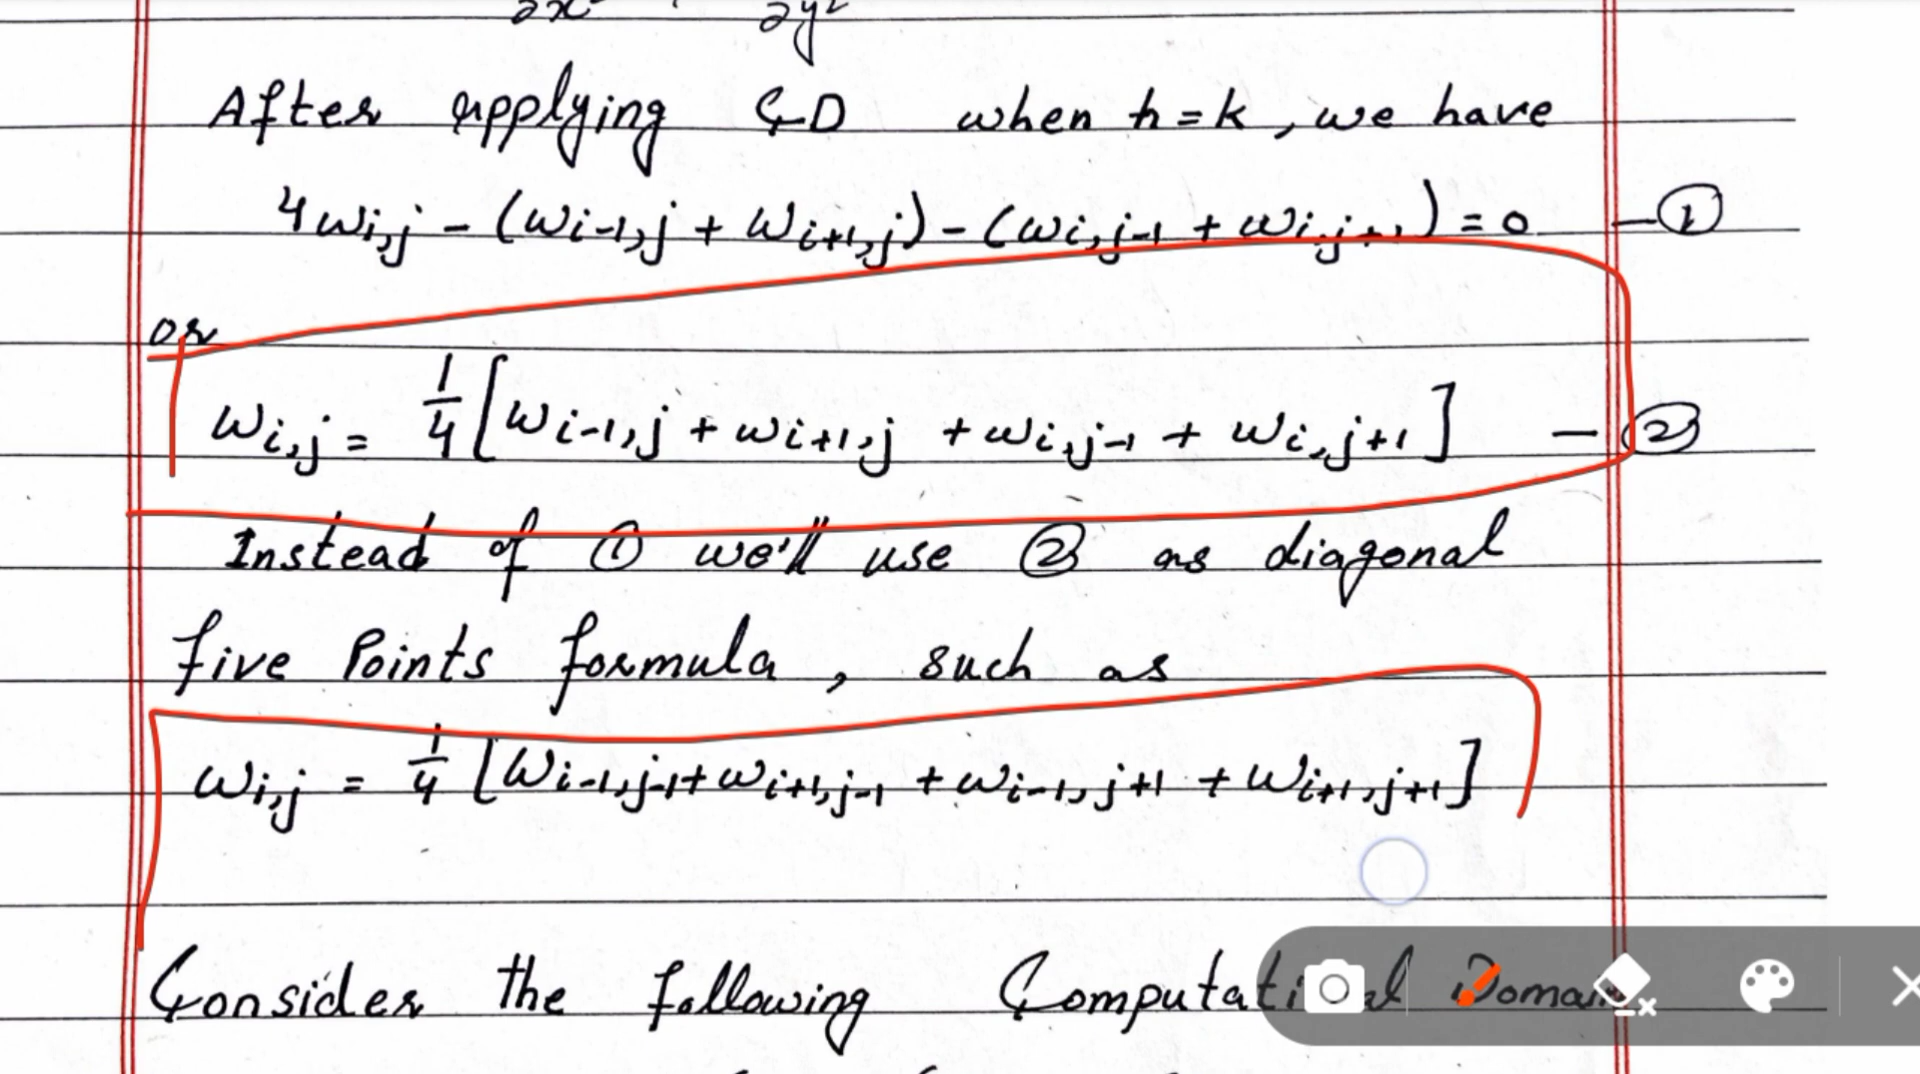 ∂x² ∂y²
After applying CD when h=k, we have
4wi,j - (wi-1,j + wi+1,j) - (wi,j-1 + wi,j+1) = 0 — ①
or
wi,j = 1/4 [wi-1,j + wi+1,j + wi,j-1 + wi,j+1] — ②
Instead of ① we'll use ② as diagonal
five Points formula, such as
wi,j = 1/4 [wi-1,j-1 + wi+1,j-1 + wi-1,j+1 + wi+1,j+1]
Consider the following Computational Domain